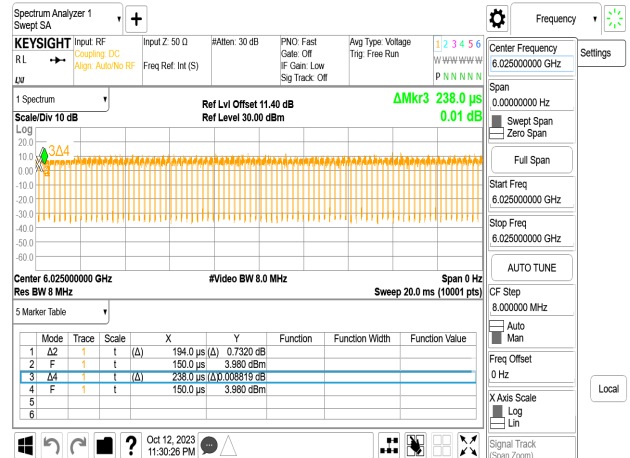 Spectrum Analyzer 1
Swept SA
Frequency
KEYSIGHT
Input: RF
Coupling: DC
Align: Auto/No RF
Input Z: 50 Ω
Freq Ref: Int (S)
#Atten: 30 dB
PNO: Fast
Gate: Off
IF Gain: Low
Sig Track: Off
Avg Type: Voltage
Trig: Free Run
1 2 3 4 5 6
W W W W W W
P N N N N N
R L
LXI
1 Spectrum
Scale/Div 10 dB
Ref Lvl Offset 11.40 dB
Ref Level 30.00 dBm
ΔMkr3 238.0 µs
0.01 dB
Log
20.0
10.0
0.00
-10.0
-20.0
-30.0
-40.0
-50.0
-60.0
3Δ4
Center 6.025000000 GHz
Res BW 8 MHz
#Video BW 8.0 MHz
Span 0 Hz
Sweep 20.0 ms (10001 pts)
5 Marker Table
Mode Trace Scale X Y Function Function Width Function Value
1 Δ2 1 t (Δ) 194.0 µs (Δ) 0.7320 dB
2 F 1 t 150.0 µs 3.980 dBm
3 Δ4 1 t (Δ) 238.0 µs (Δ)0.008819 dB
4 F 1 t 150.0 µs 3.980 dBm
5
6
Oct 12, 2023
11:30:26 PM
?
Center Frequency
6.025000000 GHz
Settings
Span
0.00000000 Hz
Swept Span
Zero Span
Full Span
Start Freq
6.025000000 GHz
Stop Freq
6.025000000 GHz
AUTO TUNE
CF Step
8.000000 MHz
Auto
Man
Freq Offset
0 Hz
X Axis Scale
Log
Lin
Local
Signal Track
(Span Zoom)